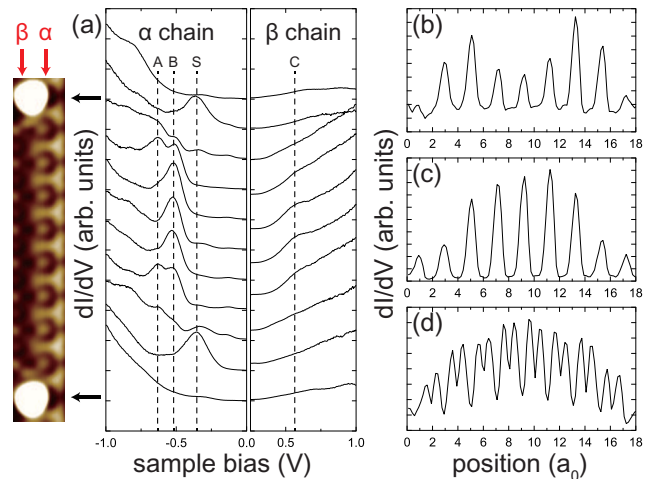 β α
(a)
α chain
β chain
A B S
C
dI/dV (arb. units)
-1.0 -0.5 0.0
0.5 1.0
sample bias (V)
(b)
0 2 4 6 8 10 12 14 16 18
(c)
0 2 4 6 8 10 12 14 16 18
(d)
dI/dV (arb. units)
0 2 4 6 8 10 12 14 16 18
position (a₀)